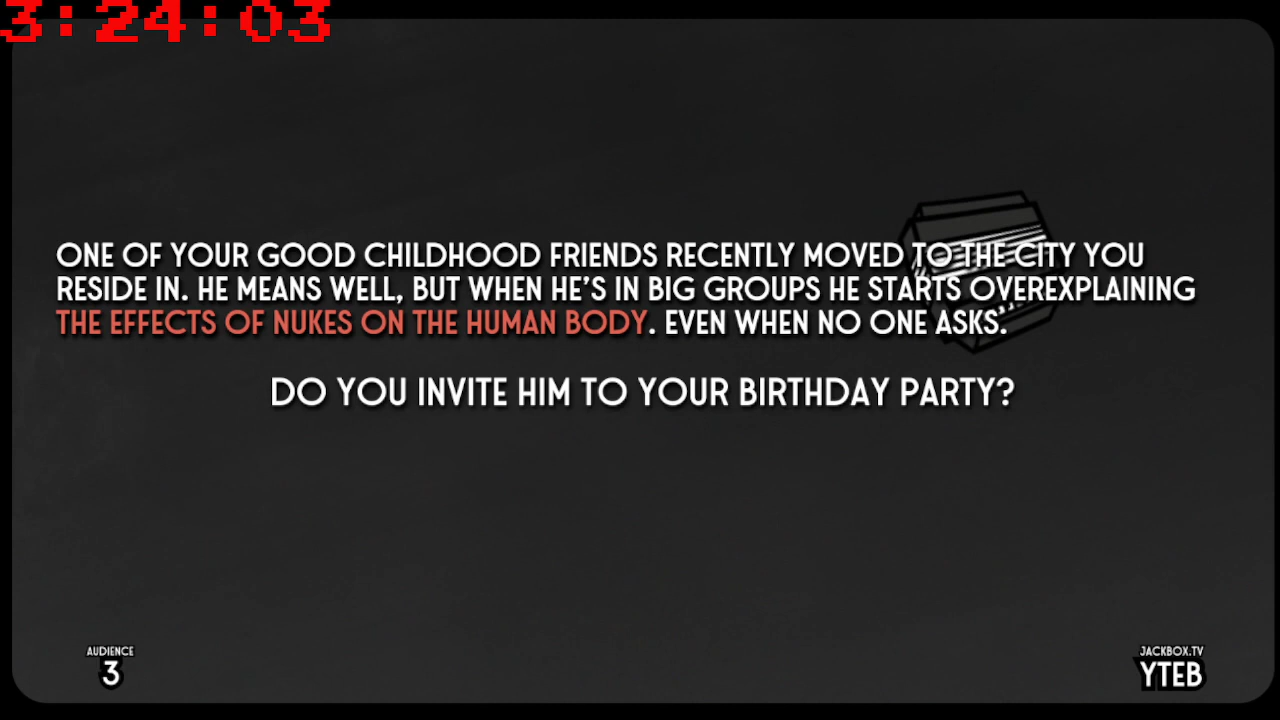 3:24:03
ONE OF YOUR GOOD CHILDHOOD FRIENDS RECENTLY MOVED TO THE CITY YOU
RESIDE IN. HE MEANS WELL, BUT WHEN HE'S IN BIG GROUPS HE STARTS OVEREXPLAINING
THE EFFECTS OF NUKES ON THE HUMAN BODY. EVEN WHEN NO ONE ASKS.
DO YOU INVITE HIM TO YOUR BIRTHDAY PARTY?
AUDIENCE
3
JACKBOX.TV
YTEB